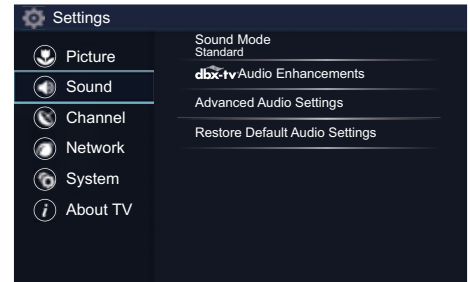 Settings
Picture
Sound
Channel
Network
System
About TV
Sound Mode
Standard
dbx-tv Audio Enhancements
Advanced Audio Settings
Restore Default Audio Settings